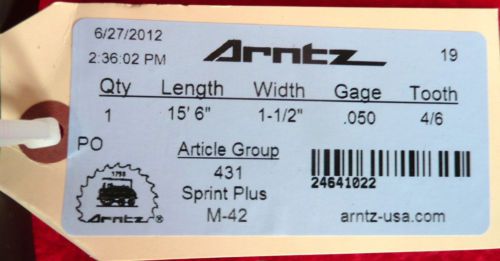 6/27/2012
Arntz 19
2:36:02 PM
Qty Length Width Gage Tooth
1 15' 6" 1-1/2" .050 4/6
PO
Article Group
431
Sprint Plus
M-42
24641022
1793
Arntz ®
arntz-usa.com